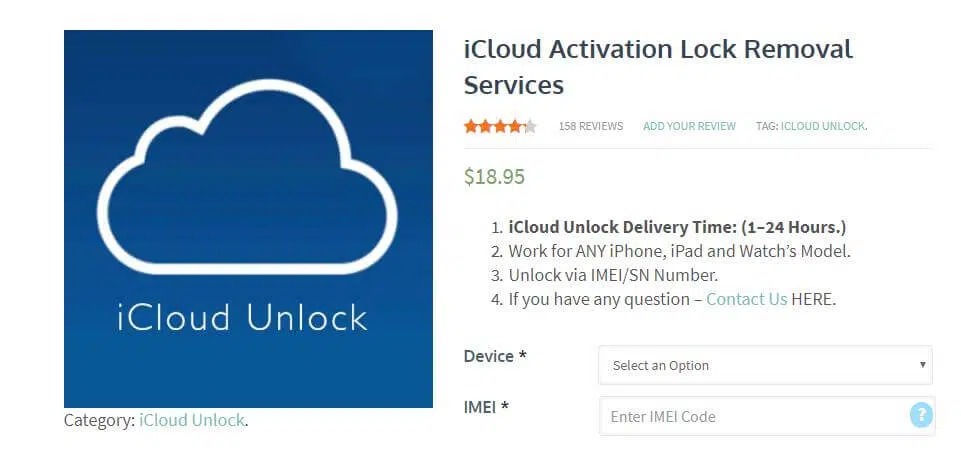 iCloud Unlock
Category: iCloud Unlock.
iCloud Activation Lock Removal
Services
158 REVIEWS ADD YOUR REVIEW TAG: ICLOUD UNLOCK.
$18.95
1. iCloud Unlock Delivery Time: (1–24 Hours.)
2. Work for ANY iPhone, iPad and Watch's Model.
3. Unlock via IMEI/SN Number.
4. If you have any question – Contact Us HERE.
Device * Select an Option
IMEI * Enter IMEI Code ?